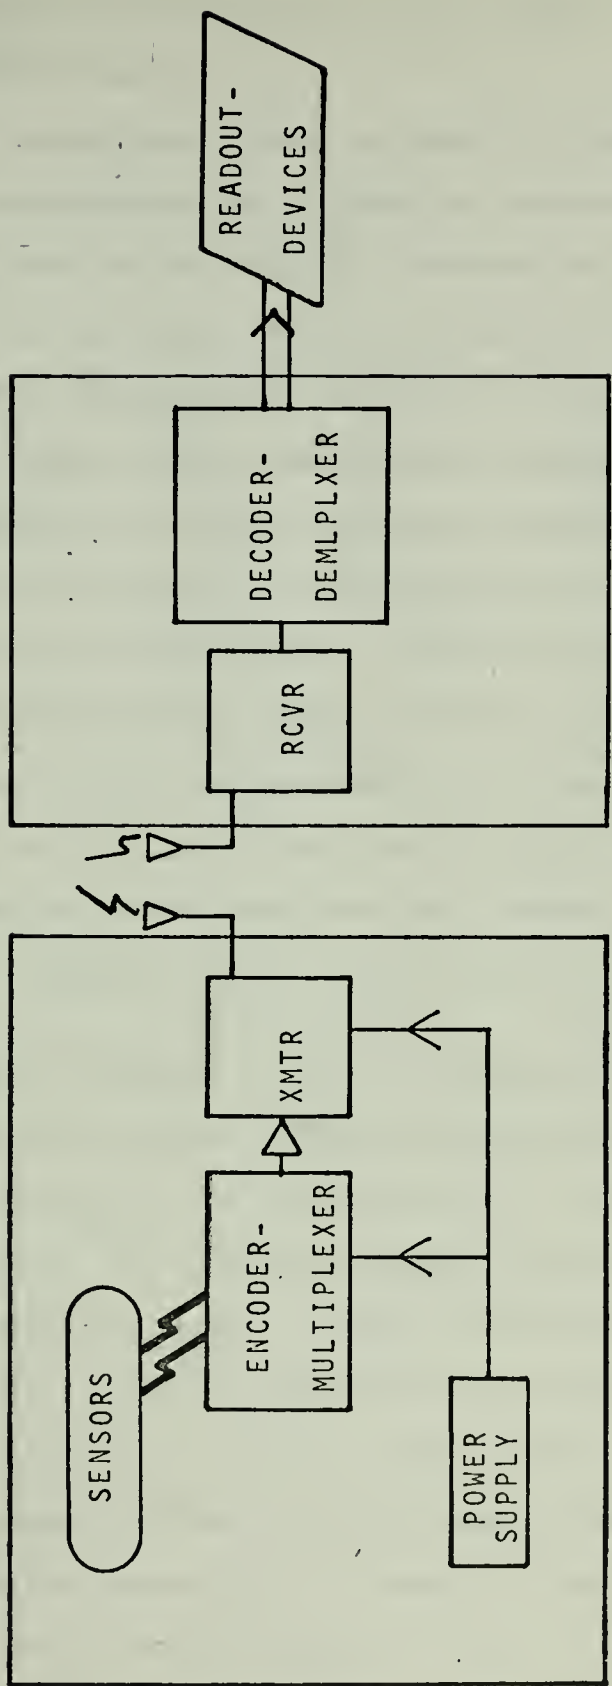 SENSORS
ENCODER-
MULTIPLEXER
XMTR
POWER
SUPPLY
RCVR
DECODER-
DEMLPLXER
READOUT-
DEVICES